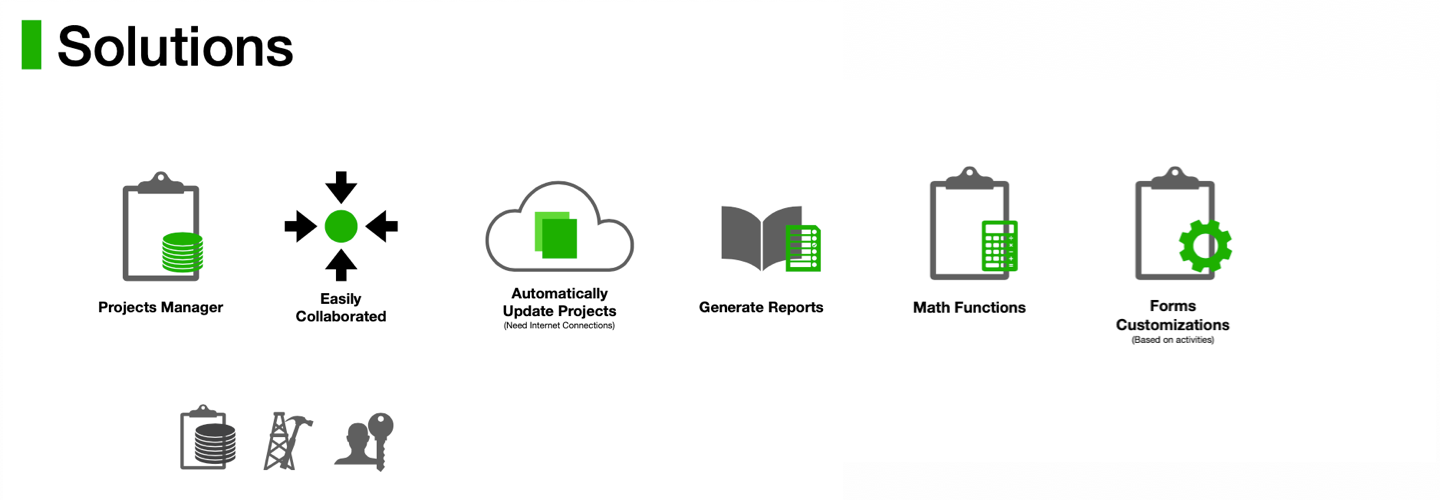 Solutions
Projects Manager
Easily
Collaborated
Automatically
Update Projects
(Need Internet Connections)
Generate Reports
Math Functions
Forms
Customizations
(Based on activities)